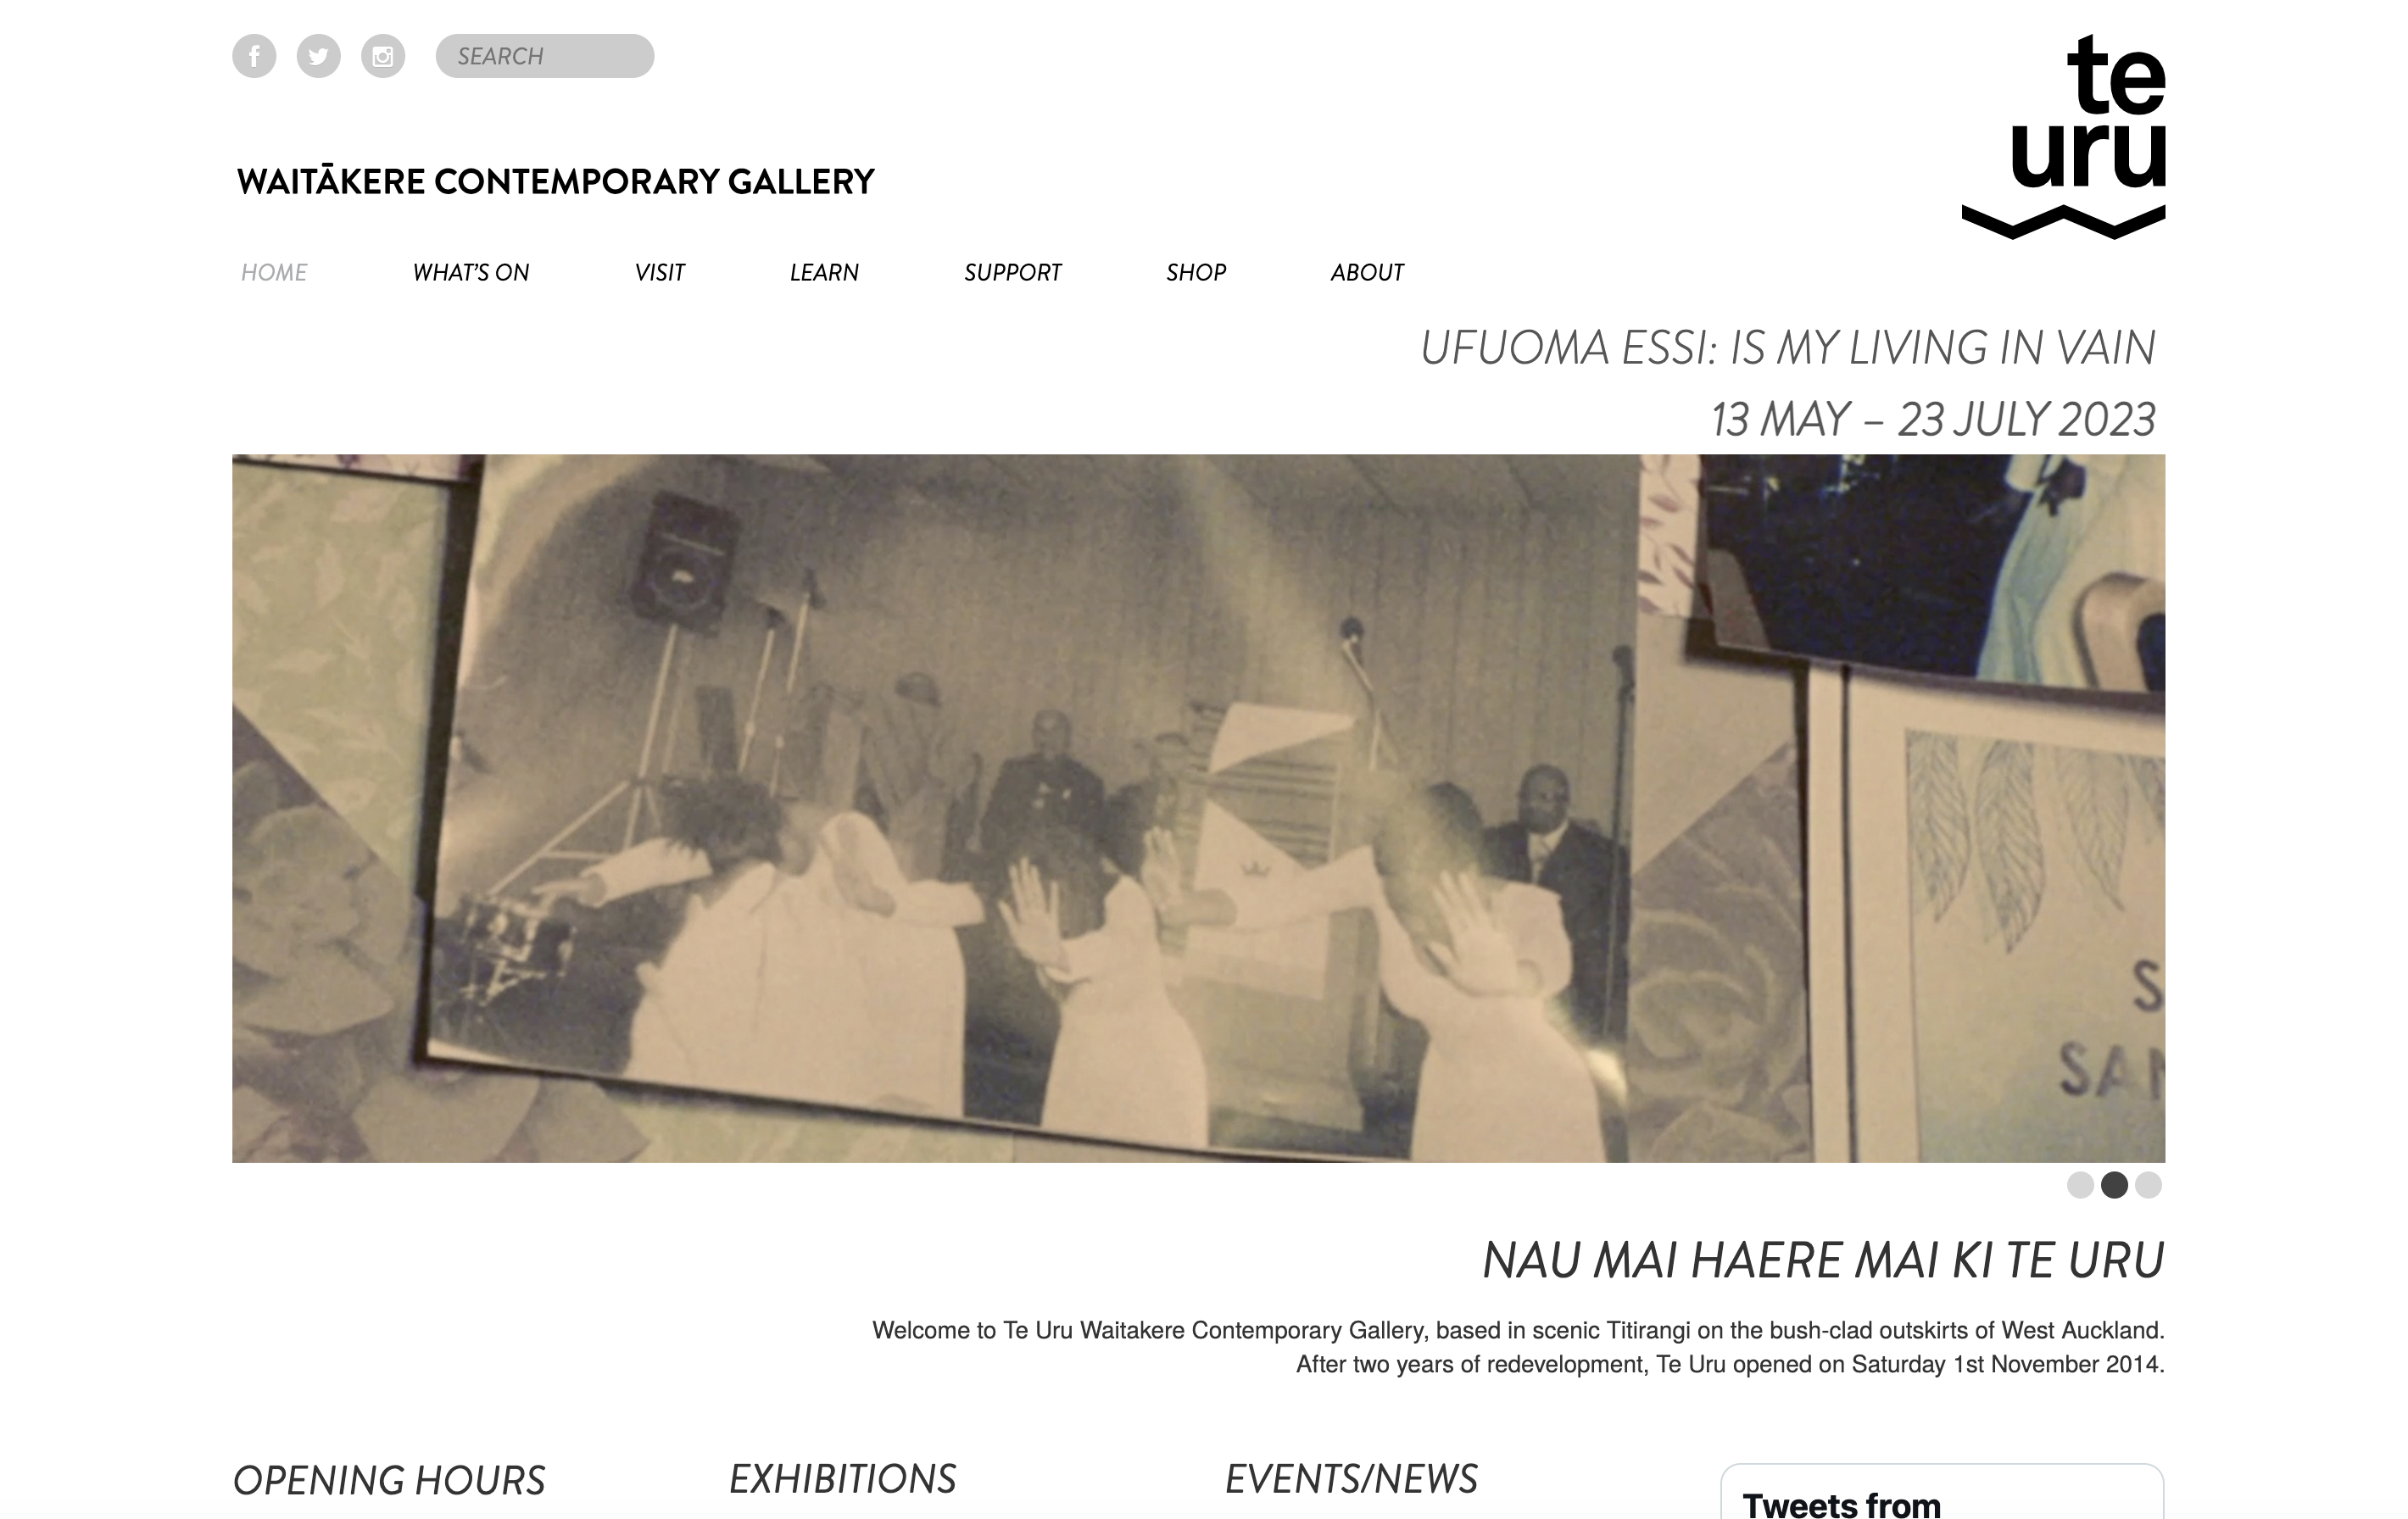 SEARCH
te
uru
WAITĀKERE CONTEMPORARY GALLERY
HOME WHAT'S ON VISIT LEARN SUPPORT SHOP ABOUT
UFUOMA ESSI: IS MY LIVING IN VAIN
13 MAY – 23 JULY 2023
S
SAN
NAU MAI HAERE MAI KI TE URU
Welcome to Te Uru Waitakere Contemporary Gallery, based in scenic Titirangi on the bush-clad outskirts of West Auckland.
After two years of redevelopment, Te Uru opened on Saturday 1st November 2014.
OPENING HOURS
EXHIBITIONS
EVENTS/NEWS
Tweets from